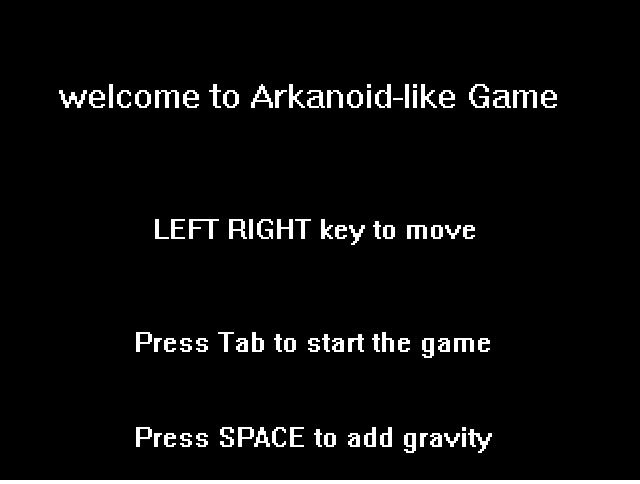 welcome to Arkanoid-like Game
LEFT RIGHT key to move
Press Tab to start the game
Press SPACE to add gravity